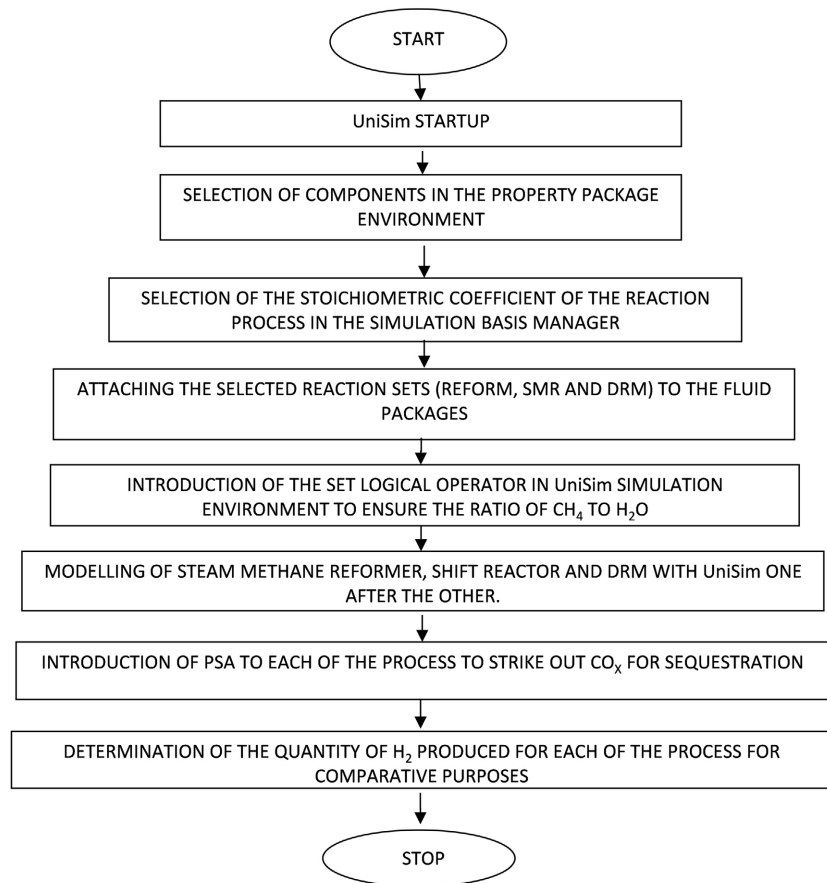 START
UniSim STARTUP
SELECTION OF COMPONENTS IN THE PROPERTY PACKAGE
ENVIRONMENT
SELECTION OF THE STOICHIOMETRIC COEFFICIENT OF THE REACTION
PROCESS IN THE SIMULATION BASIS MANAGER
ATTACHING THE SELECTED REACTION SETS (REFORM, SMR AND DRM) TO THE FLUID
PACKAGES
INTRODUCTION OF THE SET LOGICAL OPERATOR IN UniSim SIMULATION
ENVIRONMENT TO ENSURE THE RATIO OF CH₄ TO H₂O
MODELLING OF STEAM METHANE REFORMER, SHIFT REACTOR AND DRM WITH UniSim ONE
AFTER THE OTHER.
INTRODUCTION OF PSA TO EACH OF THE PROCESS TO STRIKE OUT COₓ FOR SEQUESTRATION
DETERMINATION OF THE QUANTITY OF H₂ PRODUCED FOR EACH OF THE PROCESS FOR
COMPARATIVE PURPOSES
STOP